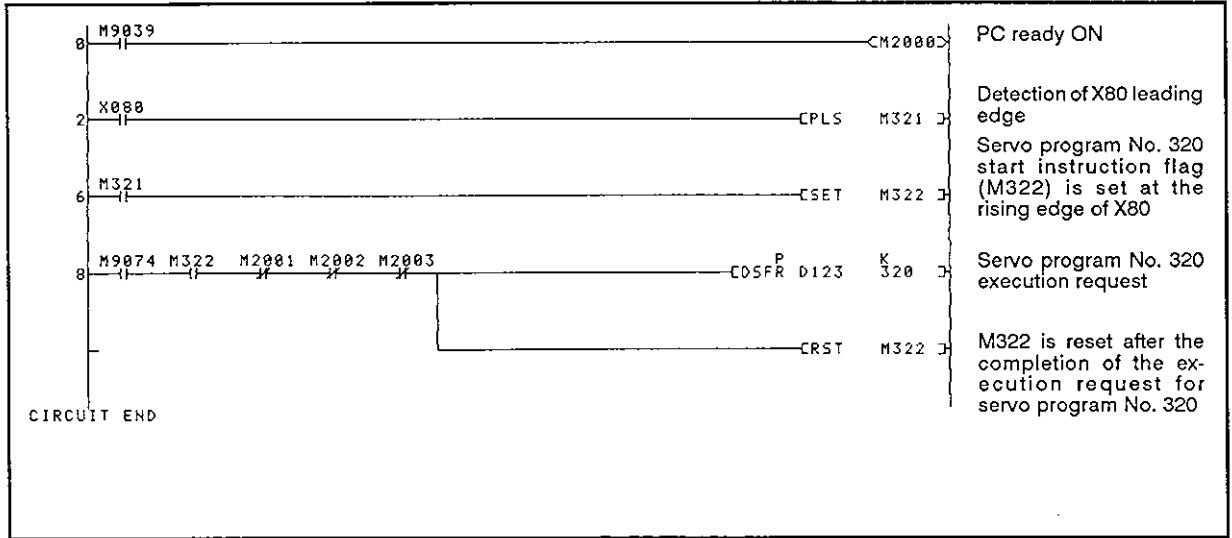 0 M9039 <M2000> PC ready ON
2 X080 [PLS M321 ] Detection of X80 leading
edge
6 M321 [SET M322 ] Servo program No. 320
start instruction flag
(M322) is set at the
rising edge of X80
8 M9074 M322 M2001 M2002 M2003 [DSFR P D123 K 320 ] Servo program No. 320
execution request
[RST M322 ] M322 is reset after the
completion of the ex-
ecution request for
servo program No. 320
CIRCUIT END